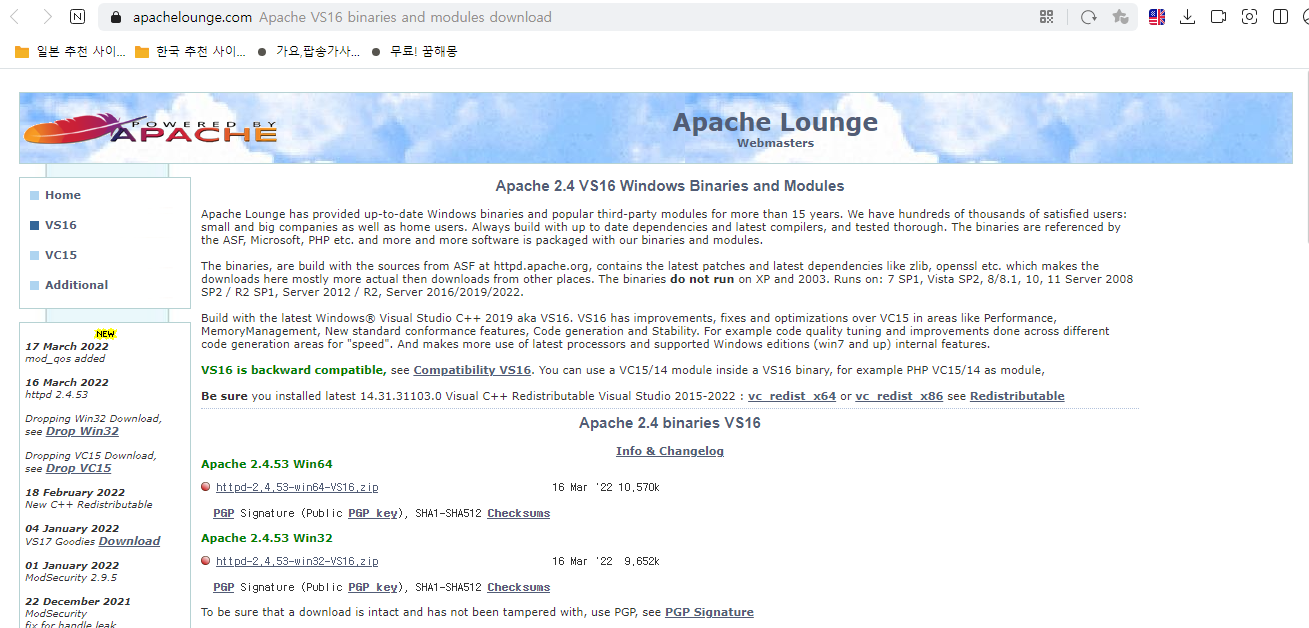 apachelounge.com Apache VS16 binaries and modules download
일본 추천 사이... 한국 추천 사이... 가요,팝송가사... 무료! 꿈해몽
POWERED BY
APACHE
Apache Lounge
Webmasters
Home
VS16
VC15
Additional
NEW
17 March 2022
mod_qos added
16 March 2022
httpd 2.4.53
Dropping Win32 Download,
see Drop Win32
Dropping VC15 Download,
see Drop VC15
18 February 2022
New C++ Redistributable
04 January 2022
VS17 Goodies Download
01 January 2022
ModSecurity 2.9.5
22 December 2021
ModSecurity
fix for handle leak
Apache 2.4 VS16 Windows Binaries and Modules
Apache Lounge has provided up-to-date Windows binaries and popular third-party modules for more than 15 years. We have hundreds of thousands of satisfied users:
small and big companies as well as home users. Always build with up to date dependencies and latest compilers, and tested thorough. The binaries are referenced by
the ASF, Microsoft, PHP etc. and more and more software is packaged with our binaries and modules.
The binaries, are build with the sources from ASF at httpd.apache.org, contains the latest patches and latest dependencies like zlib, openssl etc. which makes the
downloads here mostly more actual then downloads from other places. The binaries do not run on XP and 2003. Runs on: 7 SP1, Vista SP2, 8/8.1, 10, 11 Server 2008
SP2 / R2 SP1, Server 2012 / R2, Server 2016/2019/2022.
Build with the latest Windows® Visual Studio C++ 2019 aka VS16. VS16 has improvements, fixes and optimizations over VC15 in areas like Performance,
MemoryManagement, New standard conformance features, Code generation and Stability. For example code quality tuning and improvements done across different
code generation areas for "speed". And makes more use of latest processors and supported Windows editions (win7 and up) internal features.
VS16 is backward compatible, see Compatibility VS16. You can use a VC15/14 module inside a VS16 binary, for example PHP VC15/14 as module,
Be sure you installed latest 14.31.31103.0 Visual C++ Redistributable Visual Studio 2015-2022 : vc_redist_x64 or vc_redist_x86 see Redistributable
Apache 2.4 binaries VS16
Info & Changelog
Apache 2.4.53 Win64
httpd-2.4.53-win64-VS16.zip 16 Mar '22 10.570k
PGP Signature (Public PGP key), SHA1-SHA512 Checksums
Apache 2.4.53 Win32
httpd-2.4.53-win32-VS16.zip 16 Mar '22 9.652k
PGP Signature (Public PGP key), SHA1-SHA512 Checksums
To be sure that a download is intact and has not been tampered with, use PGP, see PGP Signature